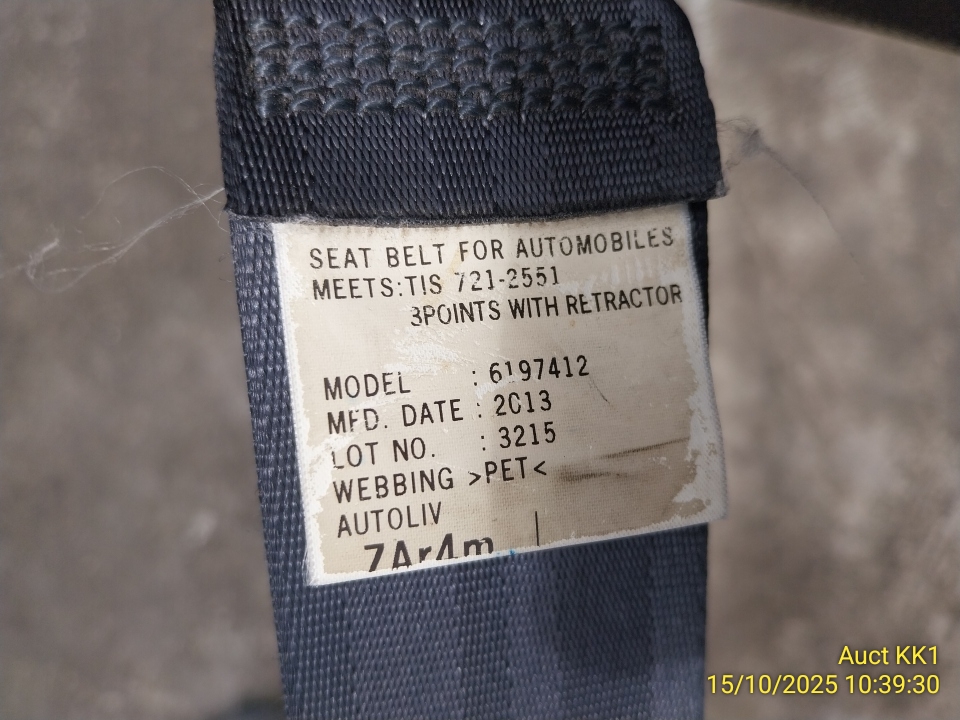 SEAT BELT FOR AUTOMOBILES
MEETS:TIS 721-2551
3POINTS WITH RETRACTOR
MODEL : 6197412
MFD. DATE : 2013
LOT NO. : 3215
WEBBING >PET<
AUTOLIV
7Ar4m
Auct KK1
15/10/2025 10:39:30